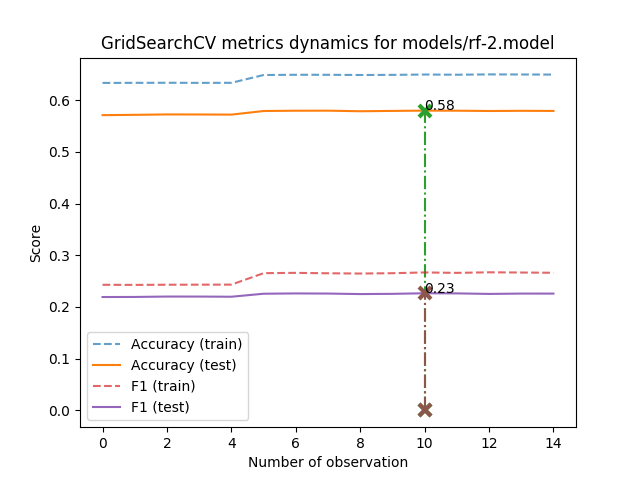 GridSearchCV metrics dynamics for models/rf-2.model
Score
0.6
0.5
0.4
0.3
0.2
0.1
0.0
0.58
0.23
Accuracy (train)
Accuracy (test)
F1 (train)
F1 (test)
0 2 4 6 8 10 12 14
Number of observation